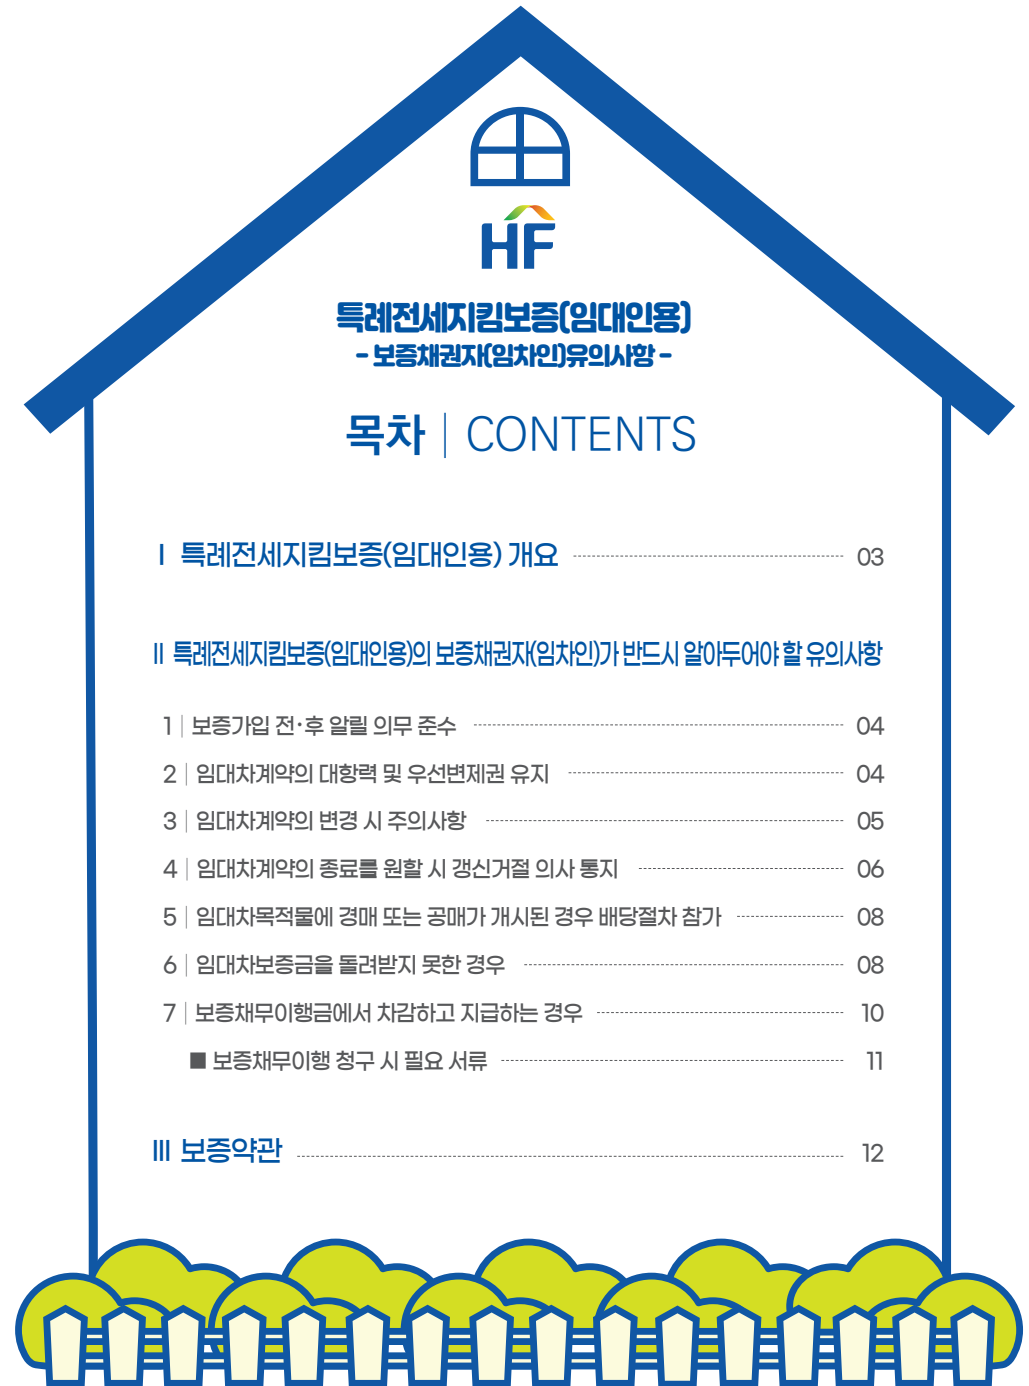 HF
특례전세지킴보증(임대인용)
- 보증채권자(임차인)유의사항 -
목차 | CONTENTS
Ⅰ 특례전세지킴보증(임대인용) 개요 03
Ⅱ 특례전세지킴보증(임대인용)의 보증채권자(임차인)가 반드시 알아두어야 할 유의사항
1 | 보증가입 전·후 알릴 의무 준수 04
2 | 임대차계약의 대항력 및 우선변제권 유지 04
3 | 임대차계약의 변경 시 주의사항 05
4 | 임대차계약의 종료를 원할 시 갱신거절 의사 통지 06
5 | 임대차목적물에 경매 또는 공매가 개시된 경우 배당절차 참가 08
6 | 임대차보증금을 돌려받지 못한 경우 08
7 | 보증채무이행금에서 차감하고 지급하는 경우 10
■ 보증채무이행 청구 시 필요 서류 11
Ⅲ 보증약관 12